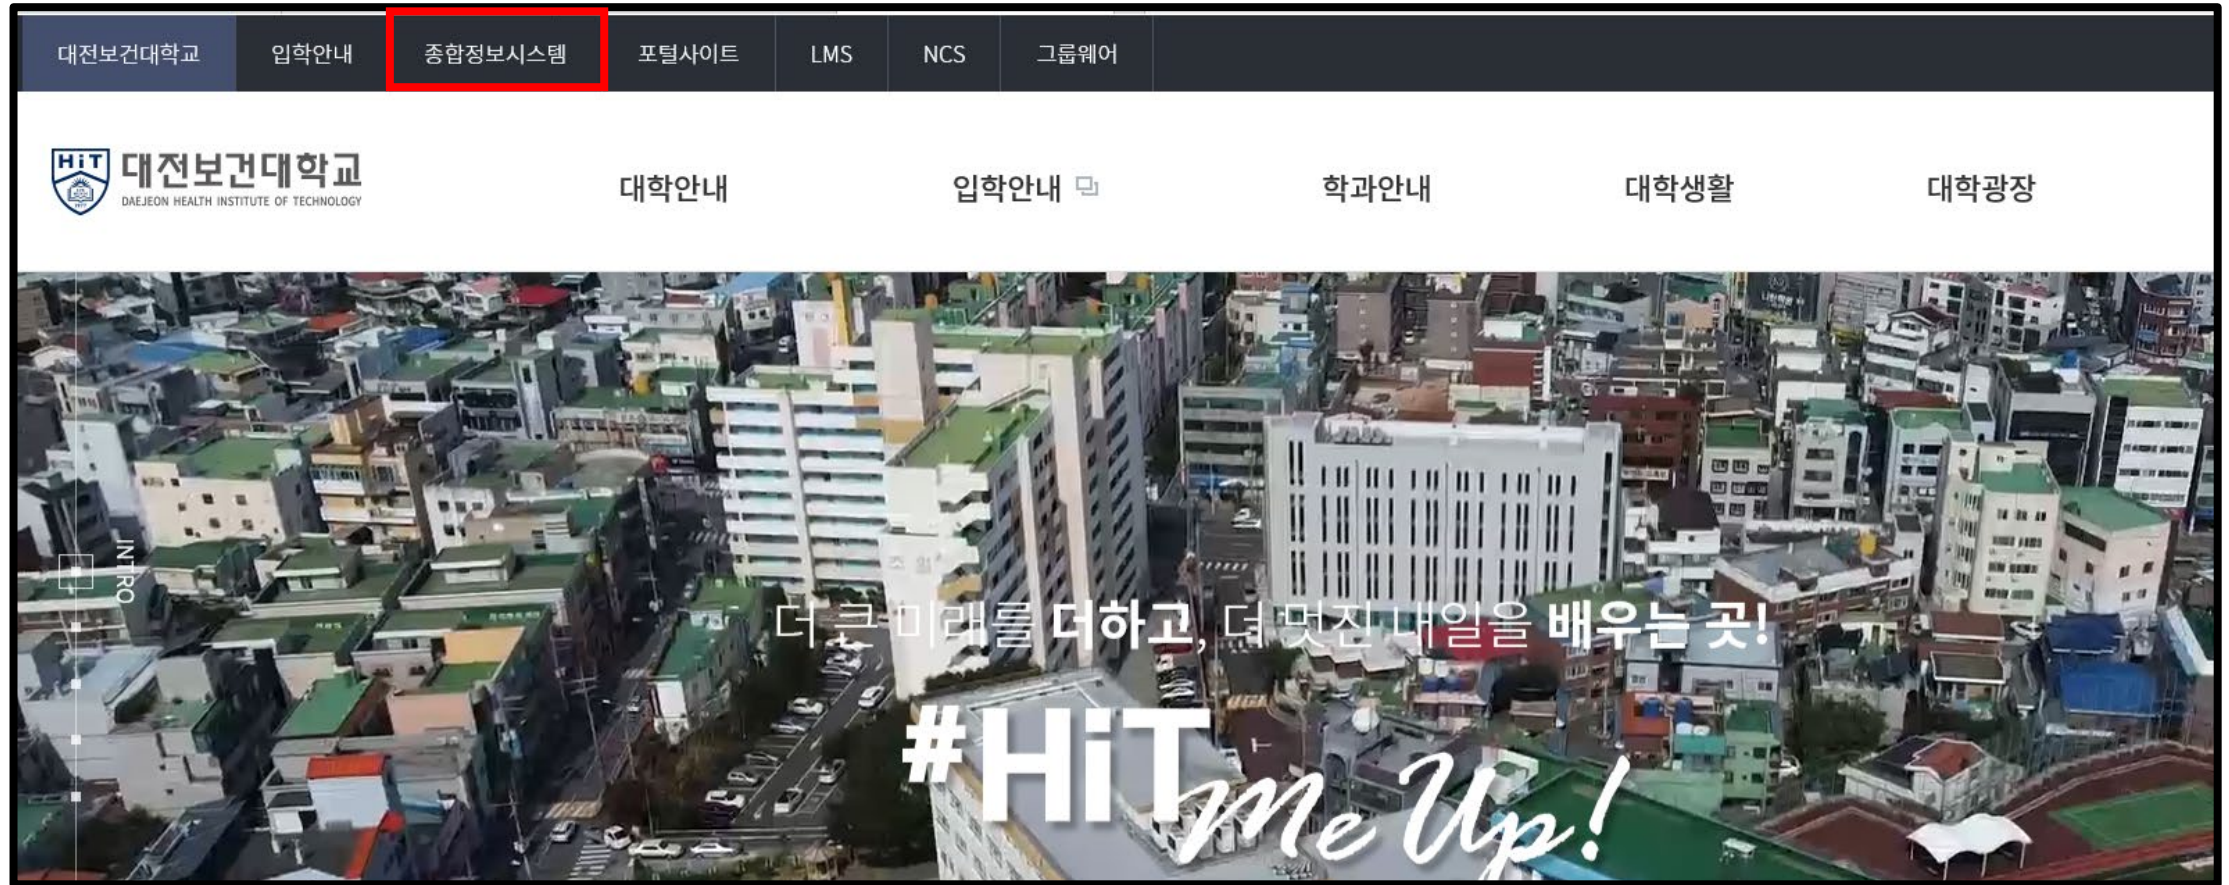 대전보건대학교 입학안내 종합정보시스템 포털사이트 LMS NCS 그룹웨어
HiT 대전보건대학교
DAEJEON HEALTH INSTITUTE OF TECHNOLOGY
대학안내 입학안내 학과안내 대학생활 대학광장
INTRO
더 큰 미래를 더하고, 더 멋진 내일을 배우는 곳!
#HiT
Me Up!